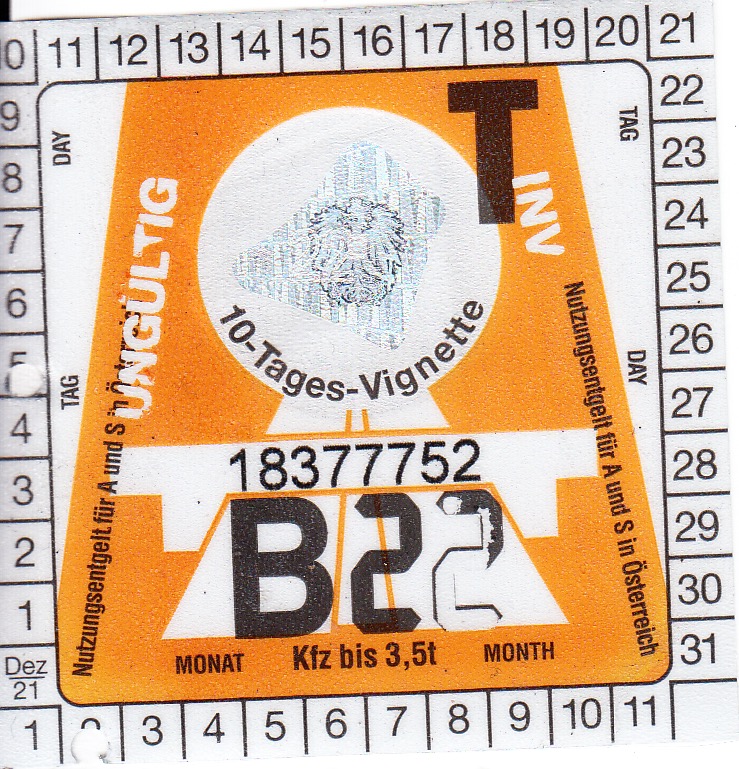 0 11 12 13 14 15 16 17 18 19 20 21
9 22
8 23
7 24
6 25
5 26
4 27
3 28
2 29
1 30
Dez
21
31
1 2 3 4 5 6 7 8 9 10 11
DAY
TAG
TAG
DAY
T
UNGÜLTIG
INV
10-Tages-Vignette
Nutzungsentgelt für A und S in
Nutzungsentgelt für A und S in Österreich
18377752
B22
MONAT Kfz bis 3,5t MONTH